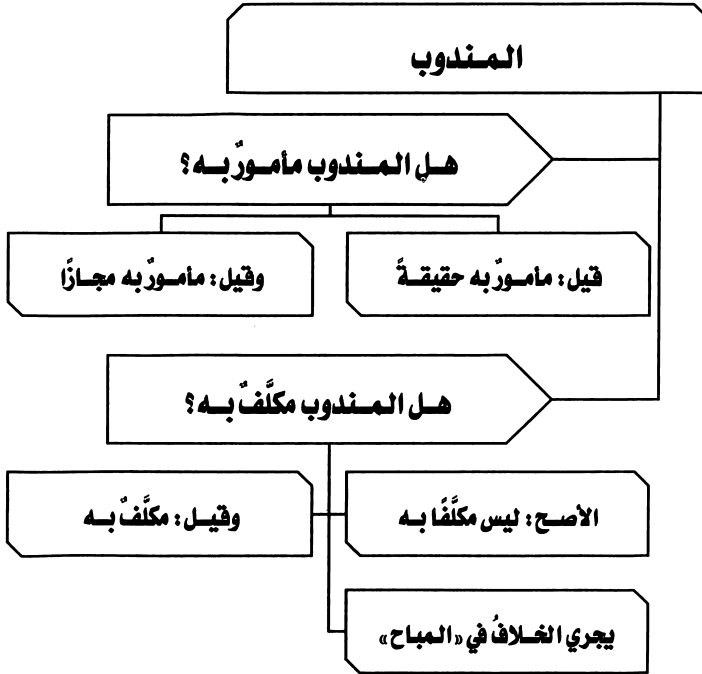 المندوب
هل المندوب مأمورٌ به؟
قيل: مأمورٌ به حقيقةً
وقيل: مأمورٌ به مجازًا
هل المندوب مكلَّفٌ به؟
الأصح: ليس مكلَّفًا به
وقيل: مكلَّفٌ به
يجري الخلافُ في «المباح»